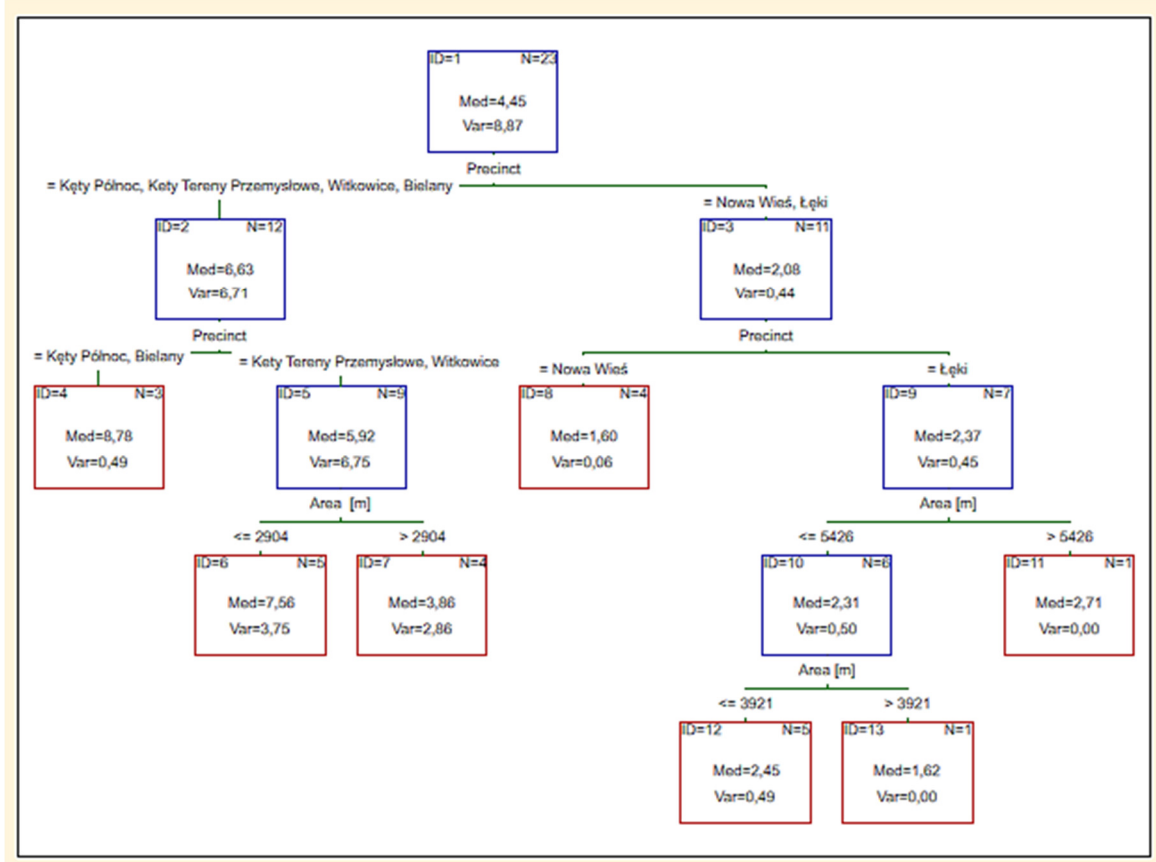 ID=1 N=23
Med=4,45
Var=8,87
Precinct
= Kęty Północ, Kety Tereny Przemysłowe, Witkowice, Bielany
= Nowa Wieś, Łęki
ID=2 N=12
Med=6,63
Var=6,71
Precinct
ID=3 N=11
Med=2,08
Var=0,44
Precinct
= Kęty Północ, Bielany
= Kety Tereny Przemysłowe, Witkowice
= Nowa Wieś
= Łęki
ID=4 N=3
Med=8,78
Var=0,49
ID=5 N=9
Med=5,92
Var=6,75
Area [m]
ID=8 N=4
Med=1,60
Var=0,06
ID=9 N=7
Med=2,37
Var=0,45
Area [m]
<= 2904
> 2904
<= 5426
> 5426
ID=6 N=5
Med=7,56
Var=3,75
ID=7 N=4
Med=3,86
Var=2,86
ID=10 N=6
Med=2,31
Var=0,50
Area [m]
ID=11 N=1
Med=2,71
Var=0,00
<= 3921
> 3921
ID=12 N=5
Med=2,45
Var=0,49
ID=13 N=1
Med=1,62
Var=0,00